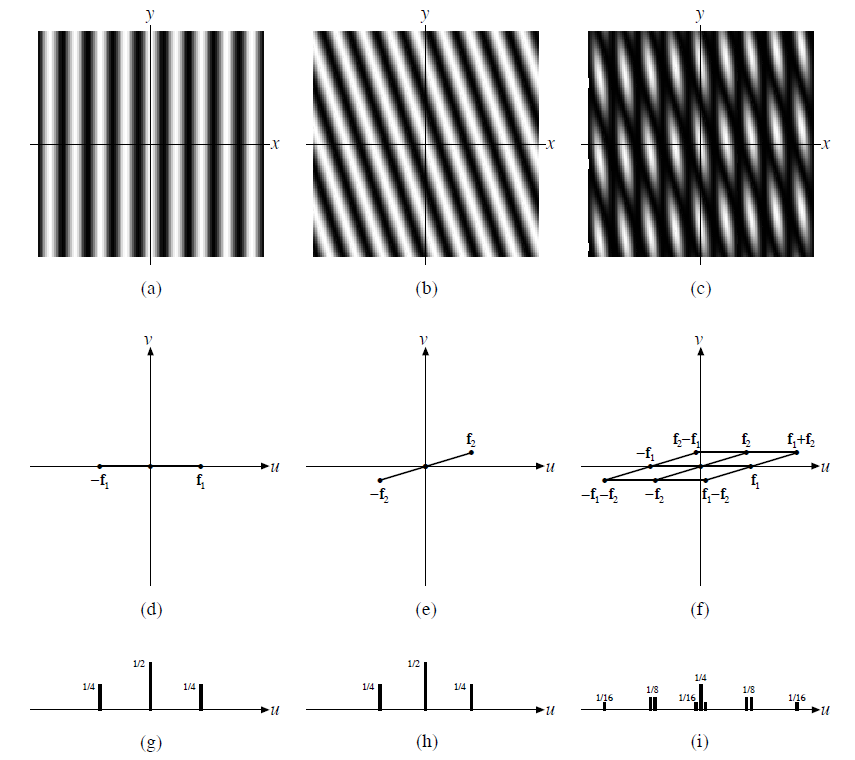 y y y
x x x
(a) (b) (c)
v v v
f₂ f₂−f₁ f₂ f₁+f₂
−f₁
u u u
−f₁ f₁ −f₂ −f₁−f₂ −f₂ f₁−f₂ f₁
(d) (e) (f)
1/2 1/2 1/4
1/4 1/4 1/4 1/4 1/16 1/8 1/16 1/8 1/16
u u u
(g) (h) (i)